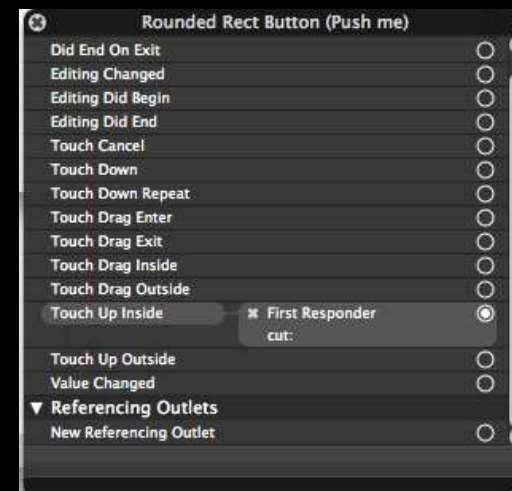 Rounded Rect Button (Push me)
Did End On Exit
Editing Changed
Editing Did Begin
Editing Did End
Touch Cancel
Touch Down
Touch Down Repeat
Touch Drag Enter
Touch Drag Exit
Touch Drag Inside
Touch Drag Outside
Touch Up Inside First Responder
cut:
Touch Up Outside
Value Changed
Referencing Outlets
New Referencing Outlet